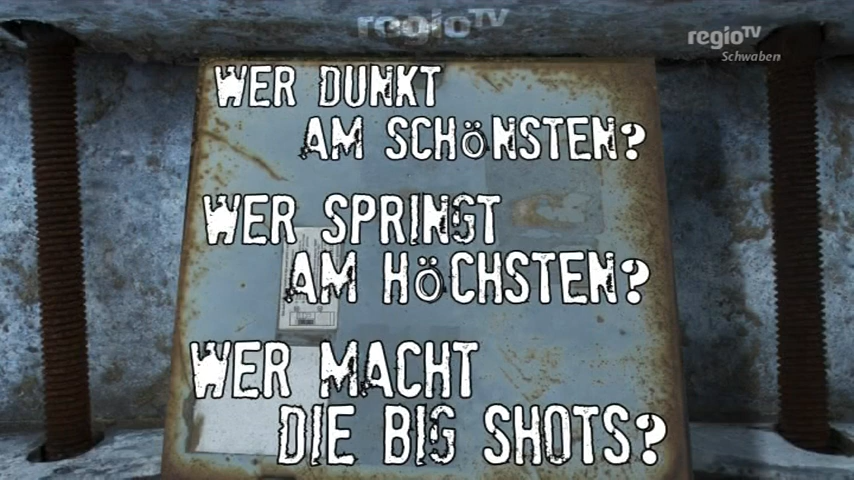 regioTV
regioTV
Schwaben
WER DUNKT
AM SCHÖNSTEN?
WER SPRINGT
AM HÖCHSTEN?
WER MACHT
DIE BIG SHOTS?